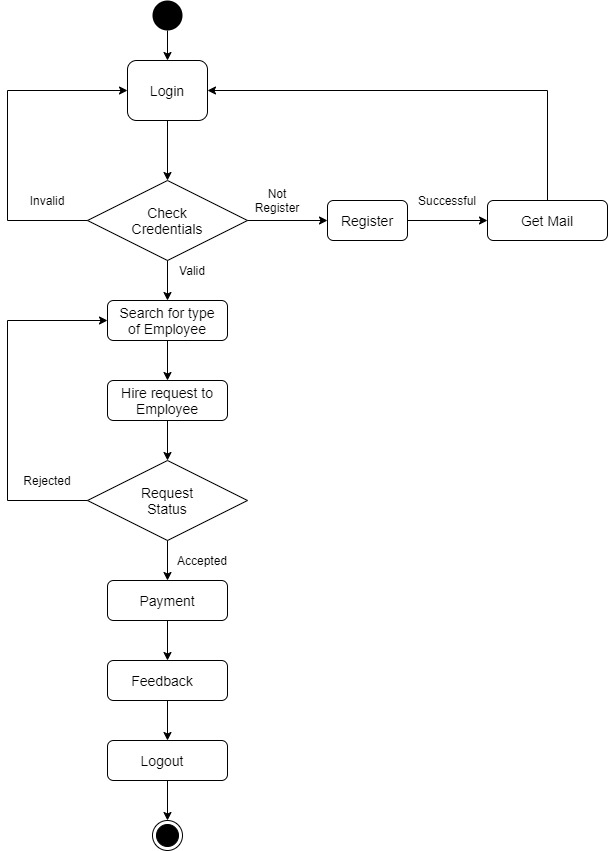 Login
Invalid
Check
Credentials
Not
Register
Register
Successful
Get Mail
Valid
Search for type
of Employee
Hire request to
Employee
Rejected
Request
Status
Accepted
Payment
Feedback
Logout